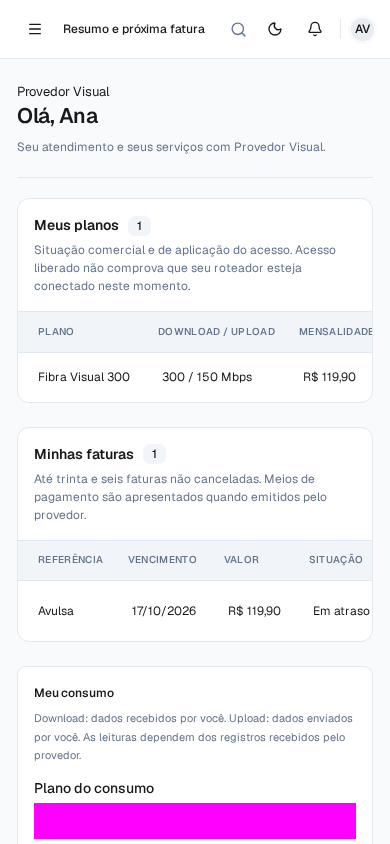 Resumo e próxima fatura
AV
Provedor Visual
Olá, Ana
Seu atendimento e seus serviços com Provedor Visual.
Meus planos 1
Situação comercial e de aplicação do acesso. Acesso
liberado não comprova que seu roteador esteja
conectado neste momento.
PLANO DOWNLOAD / UPLOAD MENSALIDADE
Fibra Visual 300 300 / 150 Mbps R$ 119,90
Minhas faturas 1
Até trinta e seis faturas não canceladas. Meios de
pagamento são apresentados quando emitidos pelo
provedor.
REFERÊNCIA VENCIMENTO VALOR SITUAÇÃO
Avulsa 17/10/2026 R$ 119,90 Em atraso
Meu consumo
Download: dados recebidos por você. Upload: dados enviados
por você. As leituras dependem dos registros recebidos pelo
provedor.
Plano do consumo